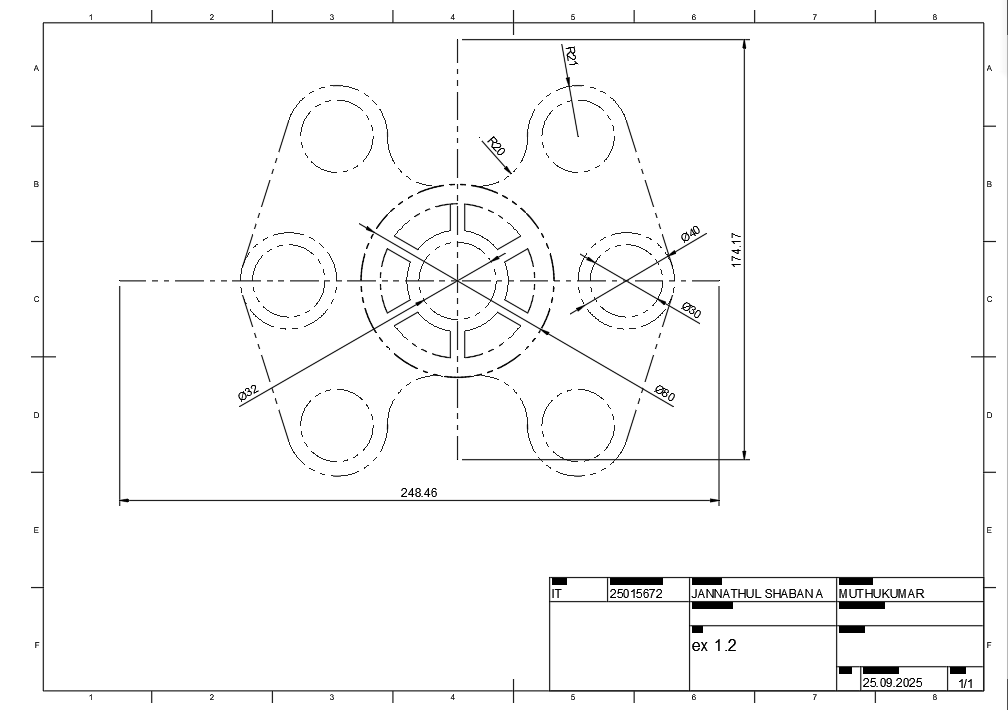 1 2 3 4 5 6 7 8
A A
R21
R20
B B
Ø40
174.17
C C
Ø30
Ø32
Ø80
D D
248.46
E E
IT 25015672 JANNATHUL SHABANA MUTHUKUMAR
F F
ex 1.2
25.09.2025 1/1
1 2 3 4 5 6 7 8